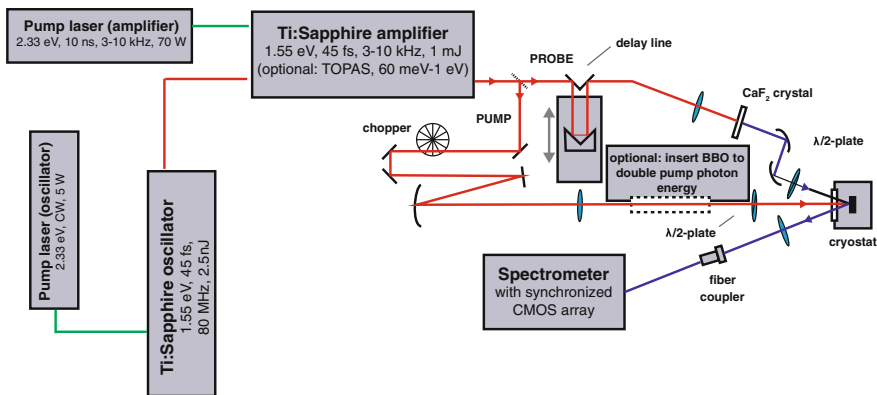 Pump laser (amplifier)
2.33 eV, 10 ns, 3-10 kHz, 70 W
Ti:Sapphire amplifier
1.55 eV, 45 fs, 3-10 kHz, 1 mJ
(optional: TOPAS, 60 meV-1 eV)
PROBE
delay line
CaF₂ crystal
PUMP
chopper
λ/2-plate
optional: insert BBO to
double pump photon
energy
Pump laser (oscillator)
2.33 eV, CW, 5 W
Ti:Sapphire oscillator
1.55 eV, 45 fs,
80 MHz, 2.5nJ
λ/2-plate
cryostat
Spectrometer
with synchronized
CMOS array
fiber
coupler